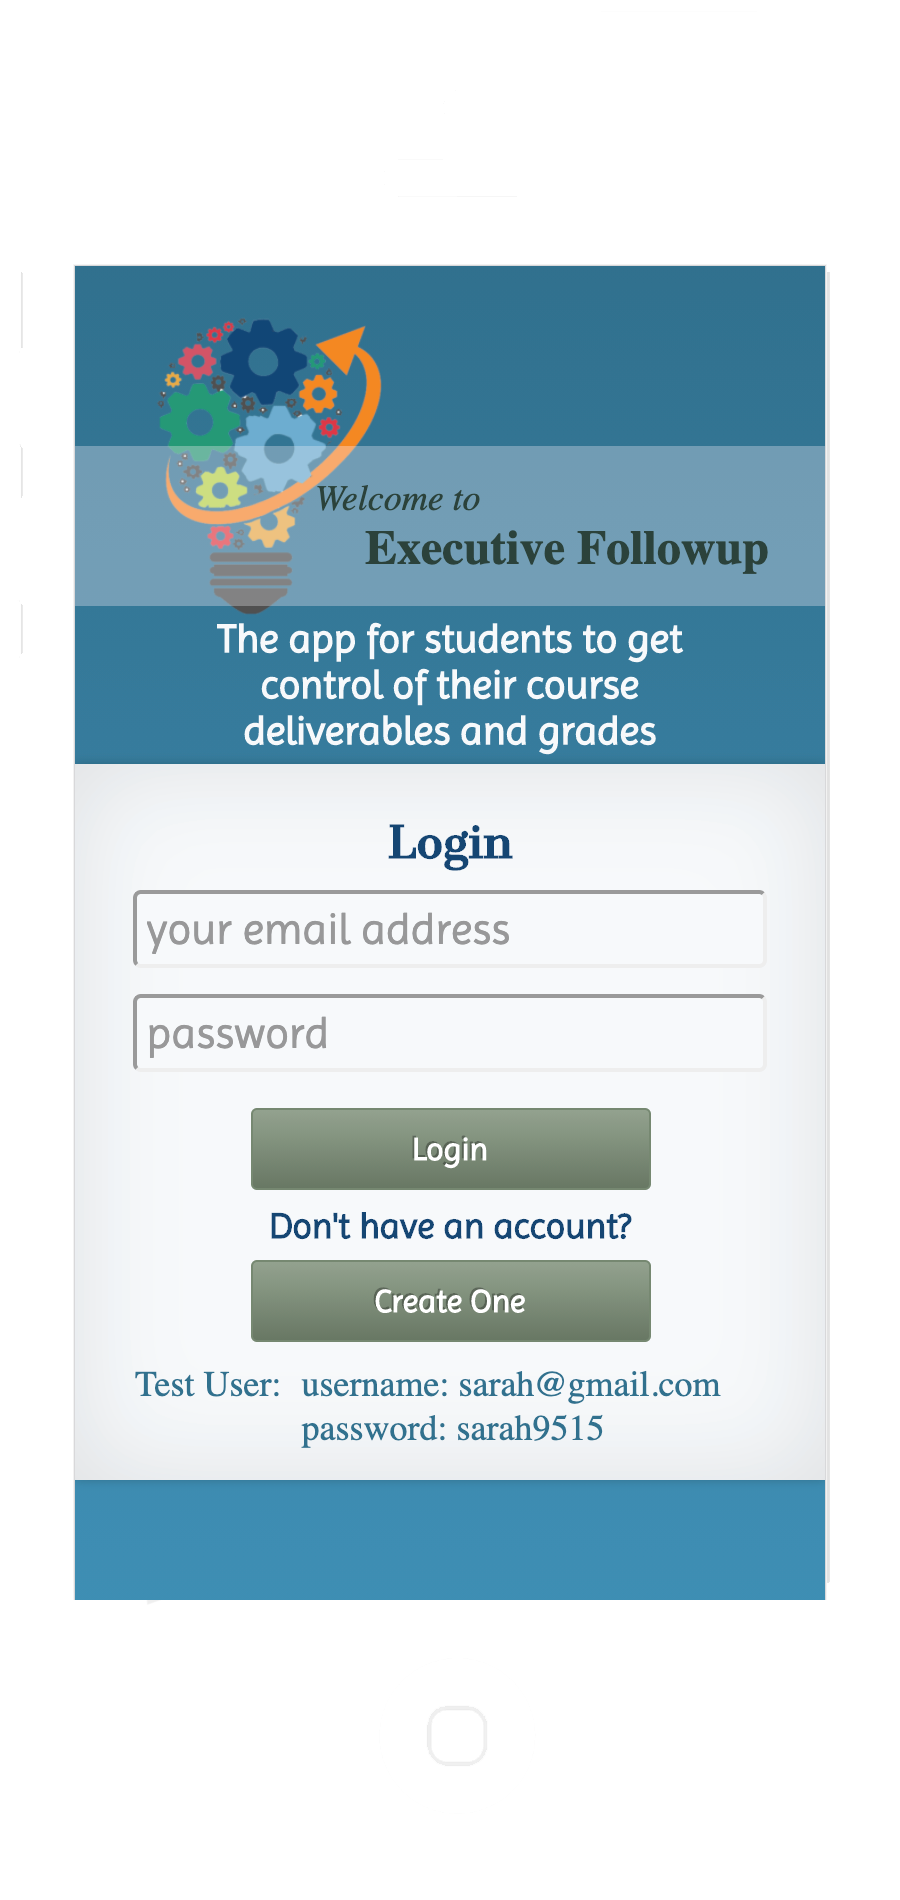 Welcome to
Executive Followup
The app for students to get
control of their course
deliverables and grades
Login
your email address
password
Login
Don't have an account?
Create One
Test User: username: sarah@gmail.com
password: sarah9515